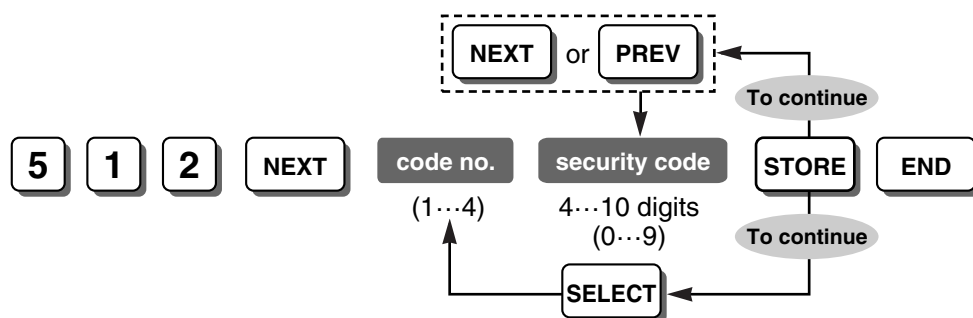 NEXT or PREV
To continue
5 1 2 NEXT code no. security code STORE END
(1···4) 4···10 digits
(0···9) To continue
SELECT